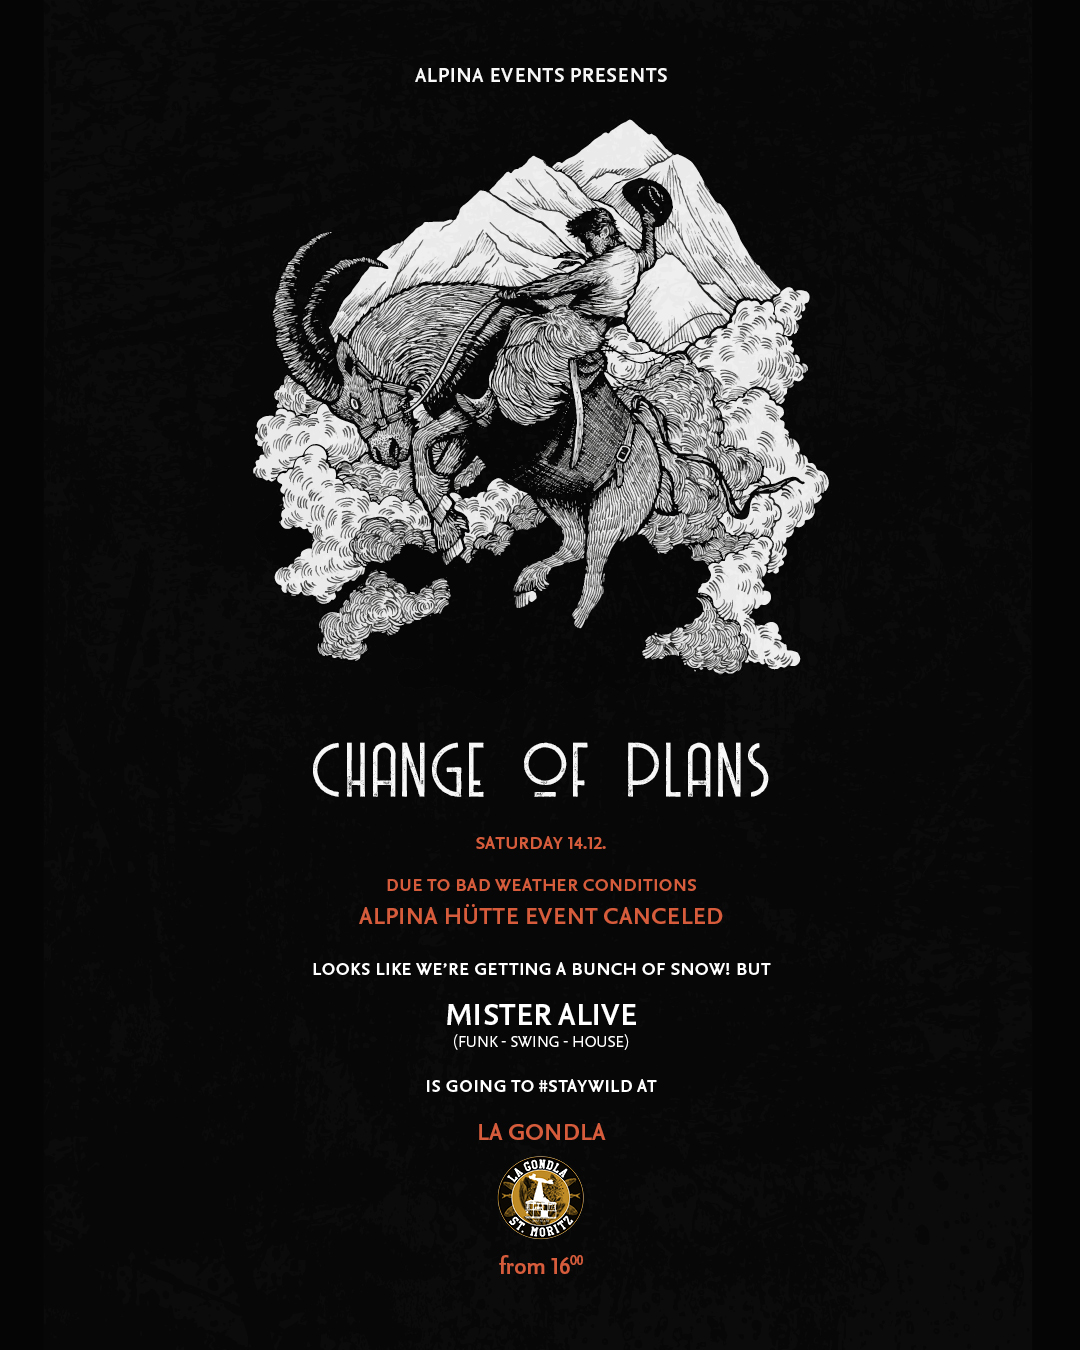 ALPINA EVENTS PRESENTS
CHANGE OF PLANS
SATURDAY 14.12.
DUE TO BAD WEATHER CONDITIONS
ALPINA HÜTTE EVENT CANCELED
LOOKS LIKE WE'RE GETTING A BUNCH OF SNOW! BUT
MISTER ALIVE
(FUNK - SWING - HOUSE)
IS GOING TO #STAYWILD AT
LA GONDLA
LA GONDLA
ST. MORITZ
from 16⁰⁰